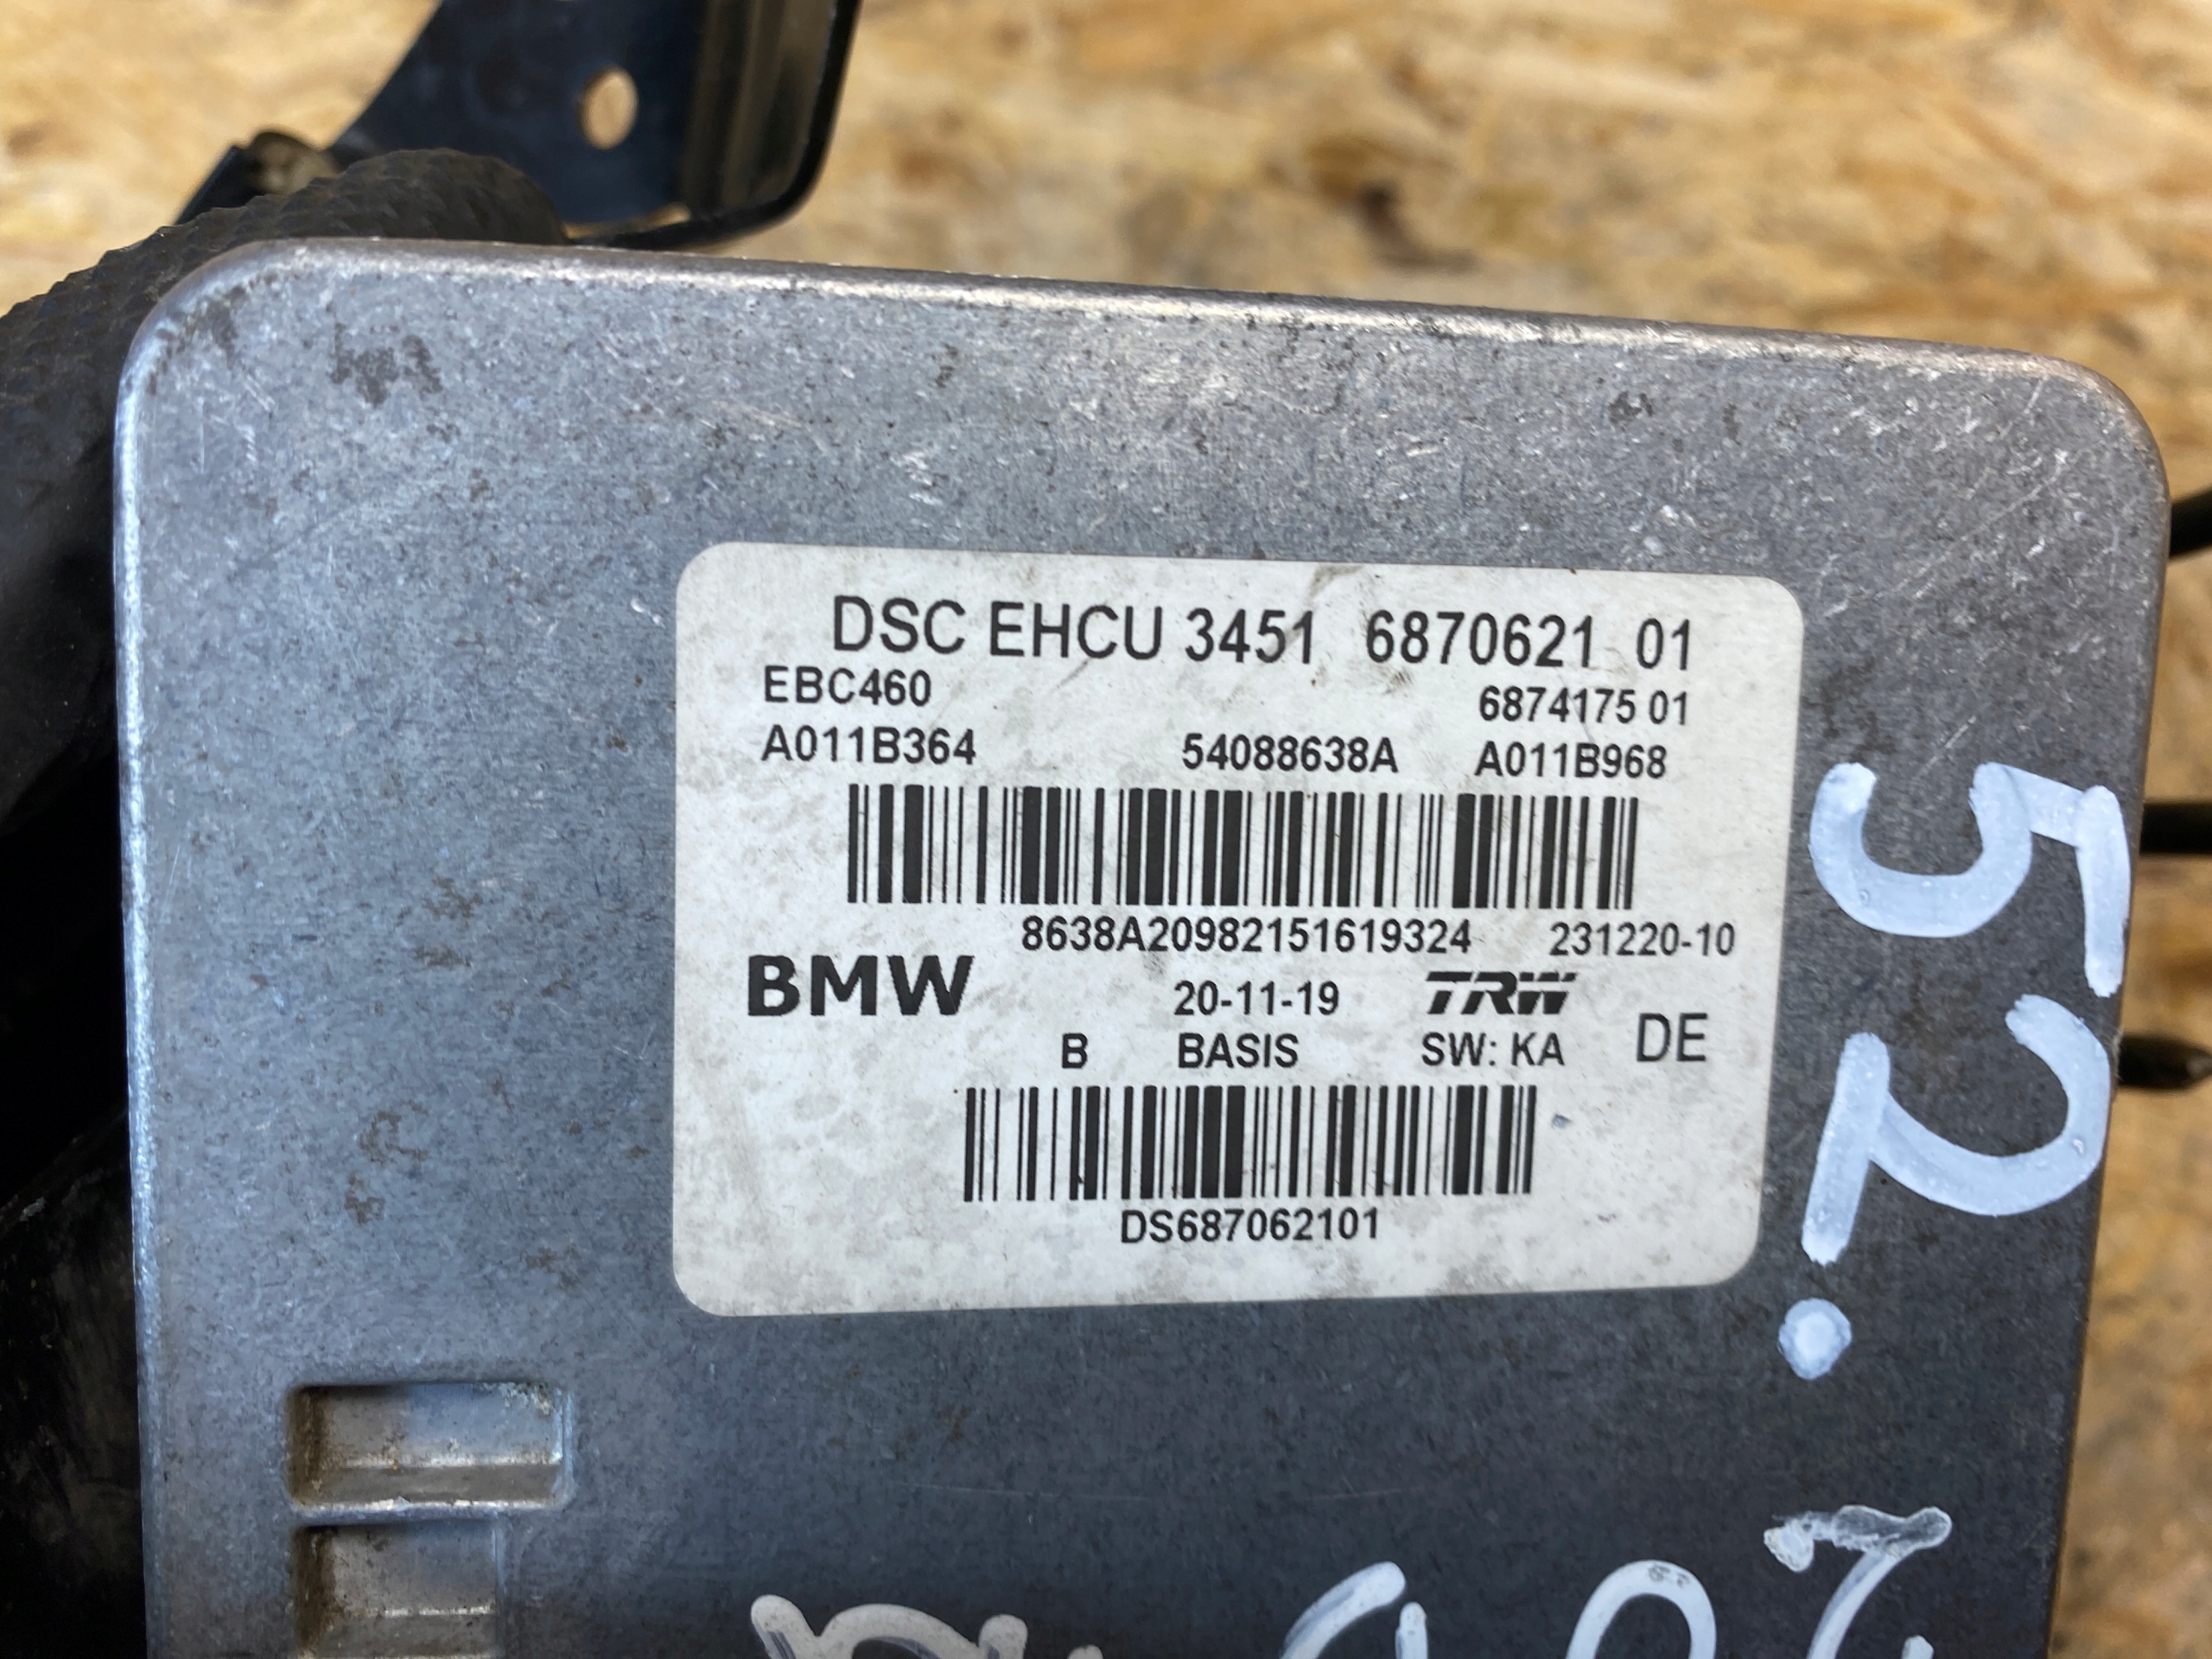 DSC EHCU 3451 6870621 01
EBC460 6874175 01
A011B364 54088638A A011B968
8638A20982151619324 231220-10
BMW 20-11-19 TRW
B BASIS SW: KA DE
DS687062101
52.